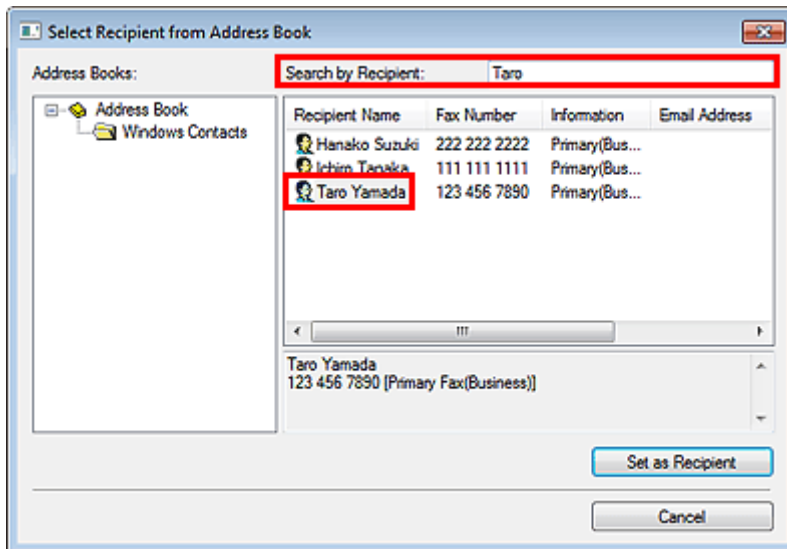 Select Recipient from Address Book
Address Books:
Search by Recipient: Taro
Address Book
Windows Contacts
Recipient Name Fax Number Information Email Address
Hanako Suzuki 222 222 2222 Primary(Bus...
Ichiro Tanaka 111 111 1111 Primary(Bus...
Taro Yamada 123 456 7890 Primary(Bus...
Taro Yamada
123 456 7890 [Primary Fax(Business)]
Set as Recipient
Cancel